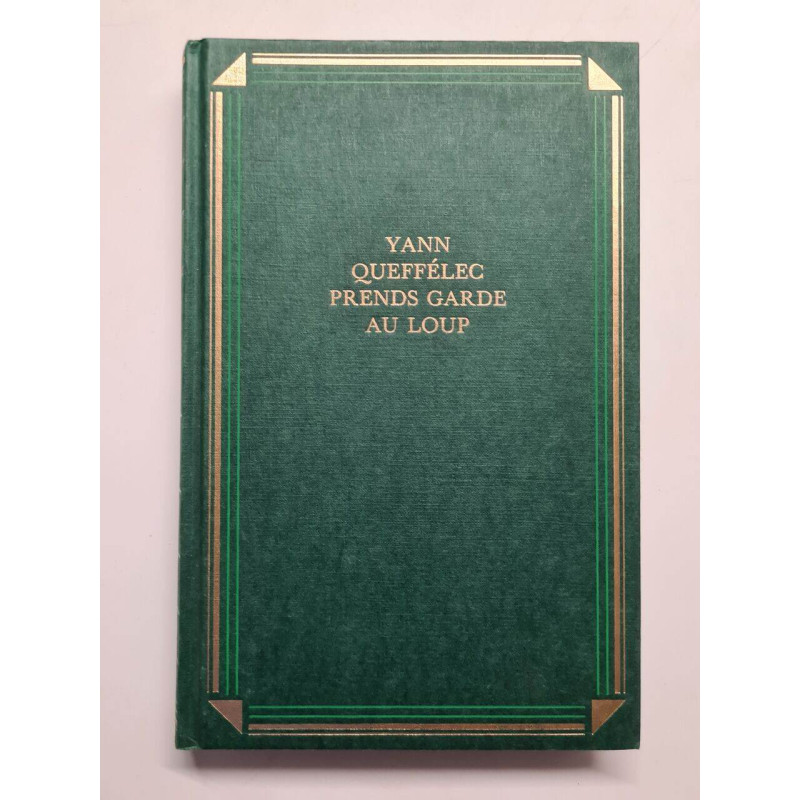 YANN
QUEFFÉLEC
PRENDS GARDE
AU LOUP